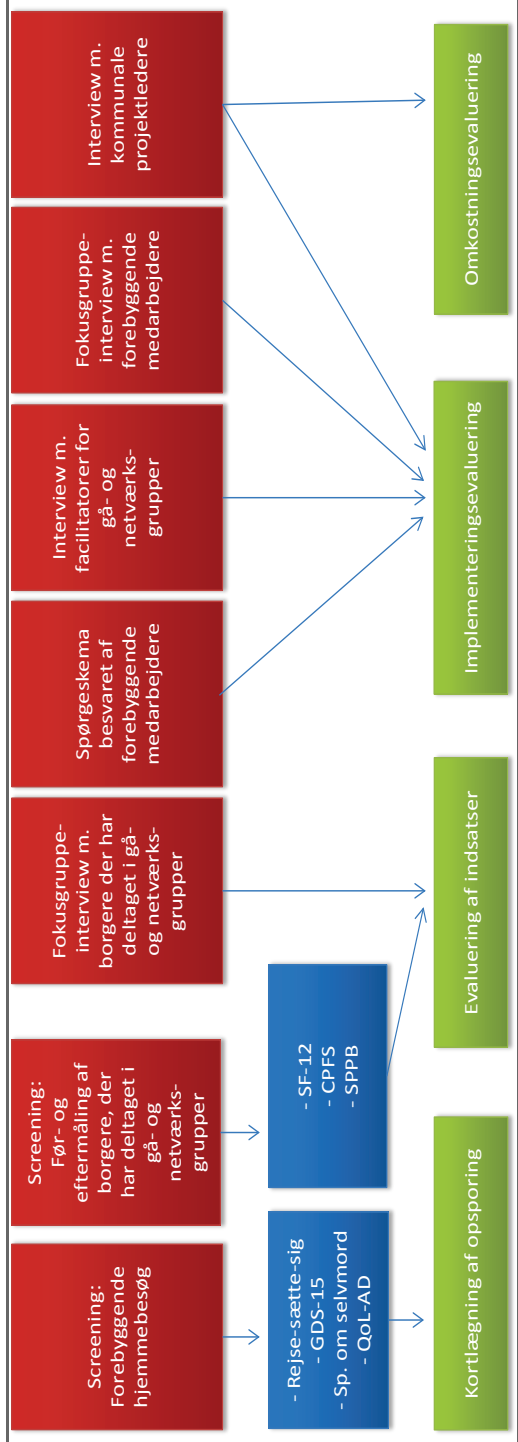 Screening:
Forebyggende
hjemmebesøg
Screening:
Før- og
eftermåling af
borgere, der
har deltaget i
gå- og
netværks-
grupper
Fokusgruppe-
interview m.
borgere der har
deltaget i gå-
og netværks-
grupper
Spørgeskema
besvaret af
forebyggende
medarbejdere
Interview m.
facilitatorer for
gå- og
netværks-
grupper
Fokusgruppe-
interview m.
forebyggende
medarbejdere
Interview m.
kommunale
projektledere
- Rejse-sætte-sig
- GDS-15
- Sp. om selvmord
- QoL-AD
- SF-12
- CPFS
- SPPB
Kortlægning af opsporing
Evaluering af indsatser
Implementeringsevaluering
Omkostningsevaluering